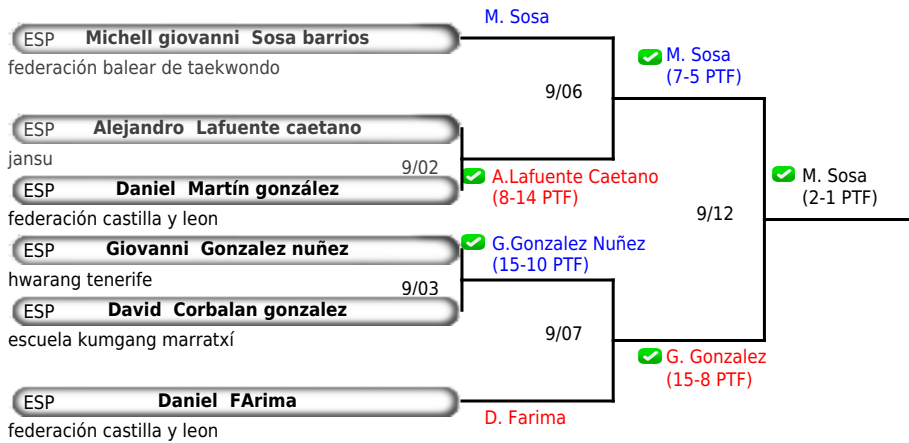 M. Sosa
ESP Michell giovanni Sosa barrios
federación balear de taekwondo
M. Sosa
(7-5 PTF)
9/06
ESP Alejandro Lafuente caetano
jansu
9/02
A.Lafuente Caetano
(8-14 PTF)
ESP Daniel Martín gonzález
federación castilla y leon
M. Sosa
(2-1 PTF)
9/12
ESP Giovanni Gonzalez nuñez
hwarang tenerife
G.Gonzalez Nuñez
(15-10 PTF)
9/03
ESP David Corbalan gonzalez
escuela kumgang marratxí
9/07
G. Gonzalez
(15-8 PTF)
ESP Daniel FArima
federación castilla y leon
D. Farima